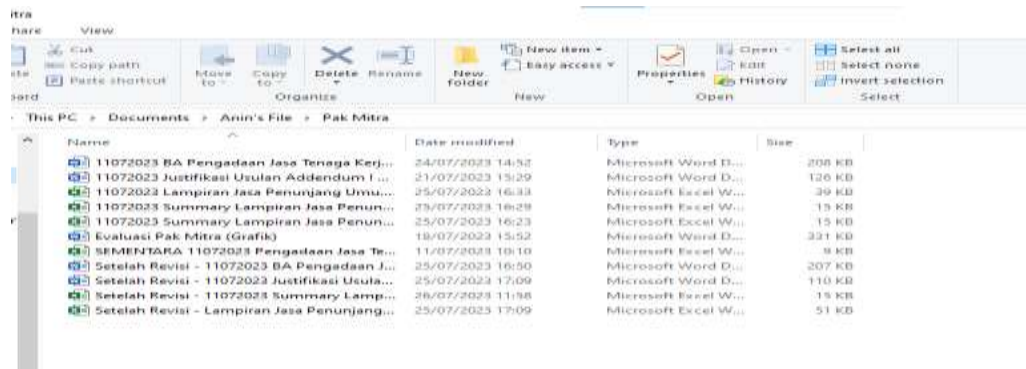 itra
hare View
Cut New item Open Select all
Copy path Easy access Edit Select none
Paste shortcut Move to Copy to Delete Rename New folder Properties History Invert selection
oard Organize New Open Select
This PC > Documents > Anin's File > Pak Mitra
Name Date modified Type Size
11072023 BA Pengadaan Jasa Tenaga Kerj... 24/07/2023 14:52 Microsoft Word D... 208 KB
11072023 Justifikasi Usulan Addendum I ... 21/07/2023 15:29 Microsoft Word D... 126 KB
11072023 Lampiran Jasa Penunjang Umu... 25/07/2023 16:33 Microsoft Excel W... 39 KB
11072023 Summary Lampiran Jasa Penun... 25/07/2023 16:29 Microsoft Excel W... 15 KB
11072023 Summary Lampiran Jasa Penun... 25/07/2023 16:23 Microsoft Excel W... 15 KB
Evaluasi Pak Mitra (Grafik) 18/07/2023 15:52 Microsoft Word D... 331 KB
SEMENTARA 11072023 Pengadaan Jasa Te... 11/07/2023 10:10 Microsoft Excel W... 9 KB
Setelah Revisi - 11072023 BA Pengadaan J... 25/07/2023 16:50 Microsoft Word D... 207 KB
Setelah Revisi - 11072023 Justifikasi Usula... 25/07/2023 17:09 Microsoft Word D... 110 KB
Setelah Revisi - 11072023 Summary Lamp... 26/07/2023 11:58 Microsoft Excel W... 15 KB
Setelah Revisi - Lampiran Jasa Penunjang... 25/07/2023 17:09 Microsoft Excel W... 51 KB